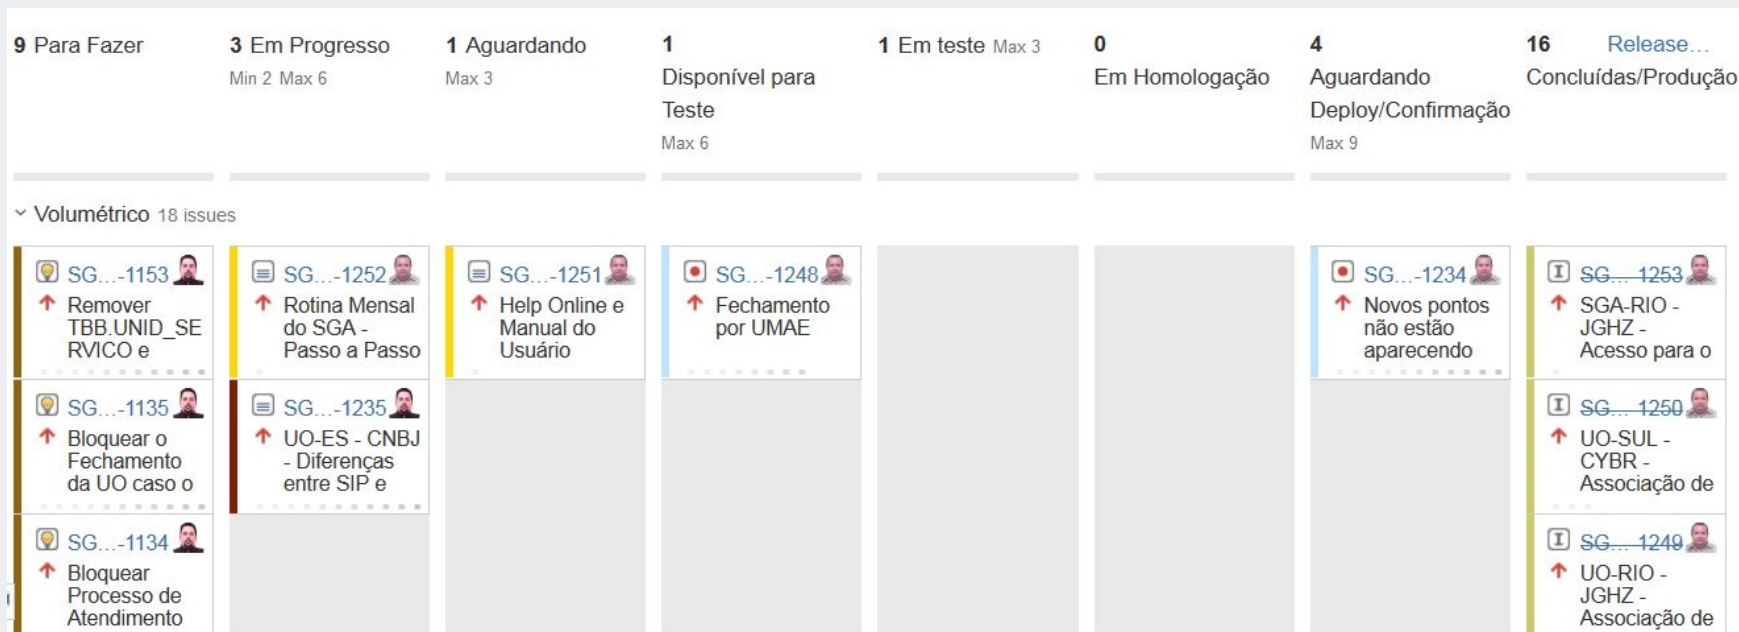 9 Para Fazer
3 Em Progresso
Min 2 Max 6
1 Aguardando
Max 3
1
Disponível para
Teste
Max 6
1 Em teste Max 3
0
Em Homologação
4
Aguardando
Deploy/Confirmação
Max 9
16 Release…
Concluídas/Produção
Volumétrico 18 issues
SG…-1153
Remover
TBB.UNID_SE
RVICO e
SG…-1252
Rotina Mensal
do SGA -
Passo a Passo
SG…-1251
Help Online e
Manual do
Usuário
SG…-1248
Fechamento
por UMAE
SG…-1234
Novos pontos
não estão
aparecendo
SG…-1253
SGA-RIO -
JGHZ -
Acesso para o
SG…-1135
Bloquear o
Fechamento
da UO caso o
SG…-1235
UO-ES - CNBJ
- Diferenças
entre SIP e
SG…-1250
UO-SUL -
CYBR -
Associação de
SG…-1134
Bloquear
Processo de
Atendimento
SG…-1249
UO-RIO -
JGHZ -
Associação de